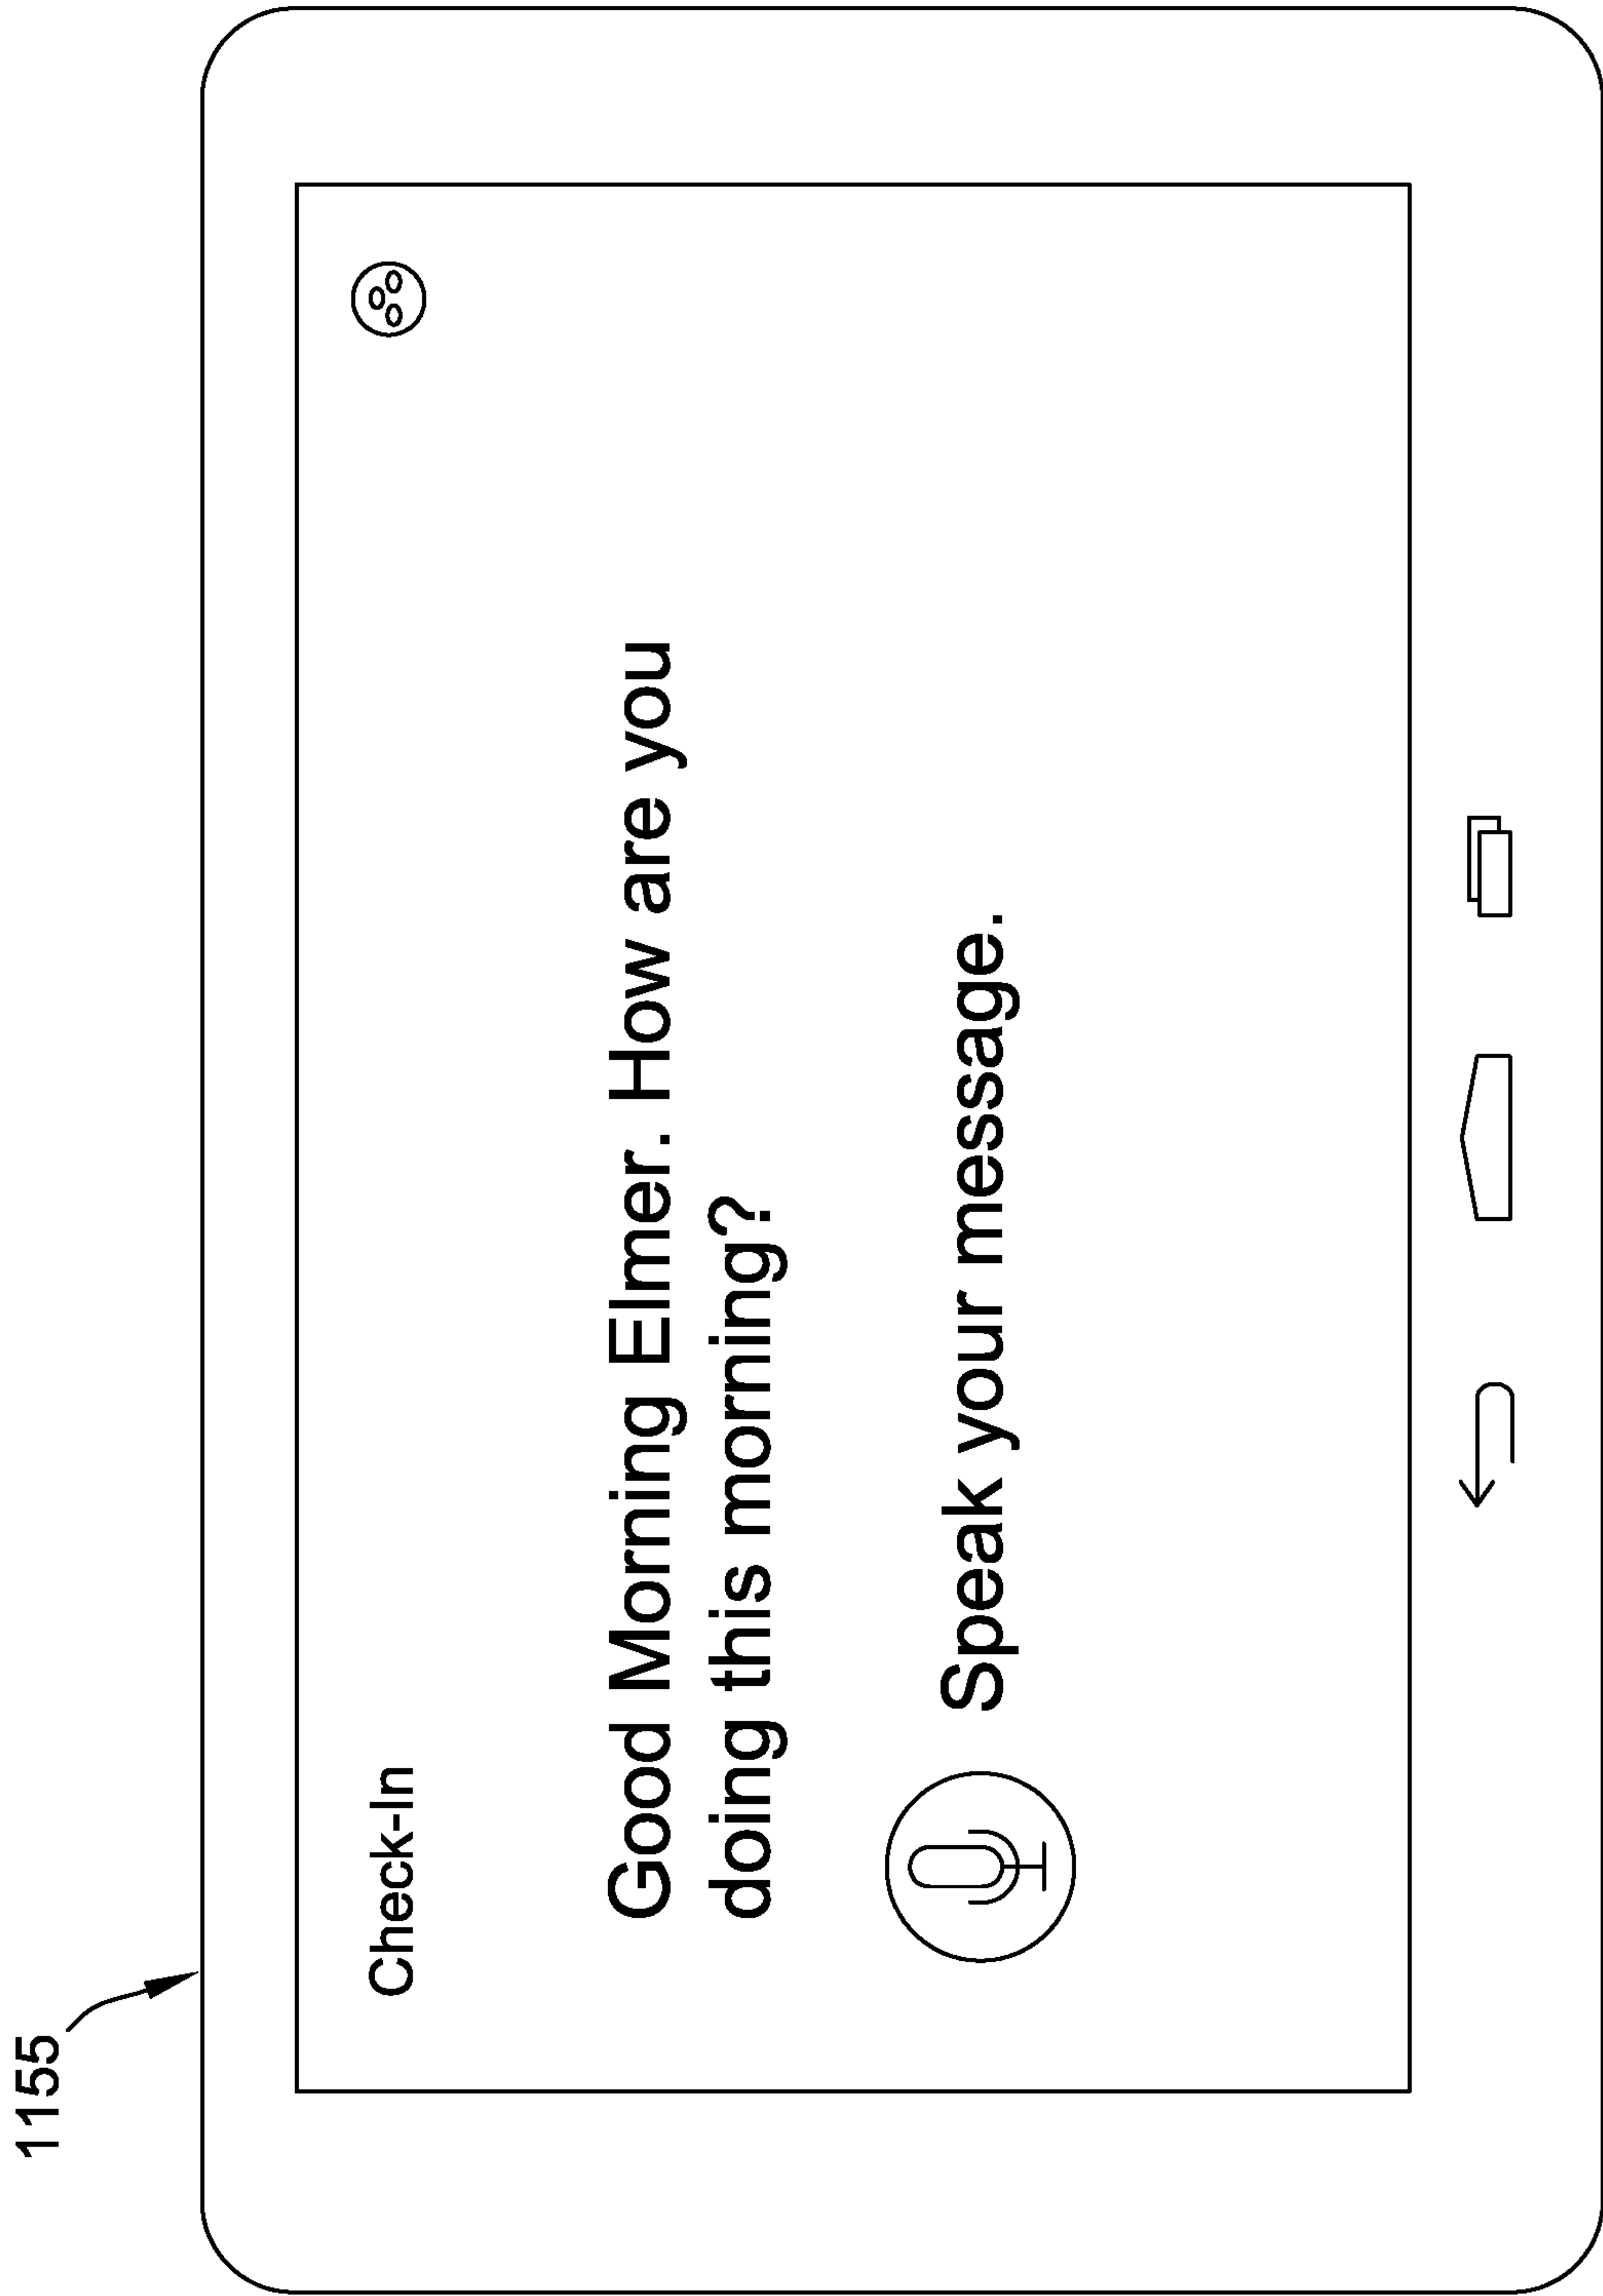 1155
Check-In
Good Morning Elmer. How are you
doing this morning?
Speak your message.